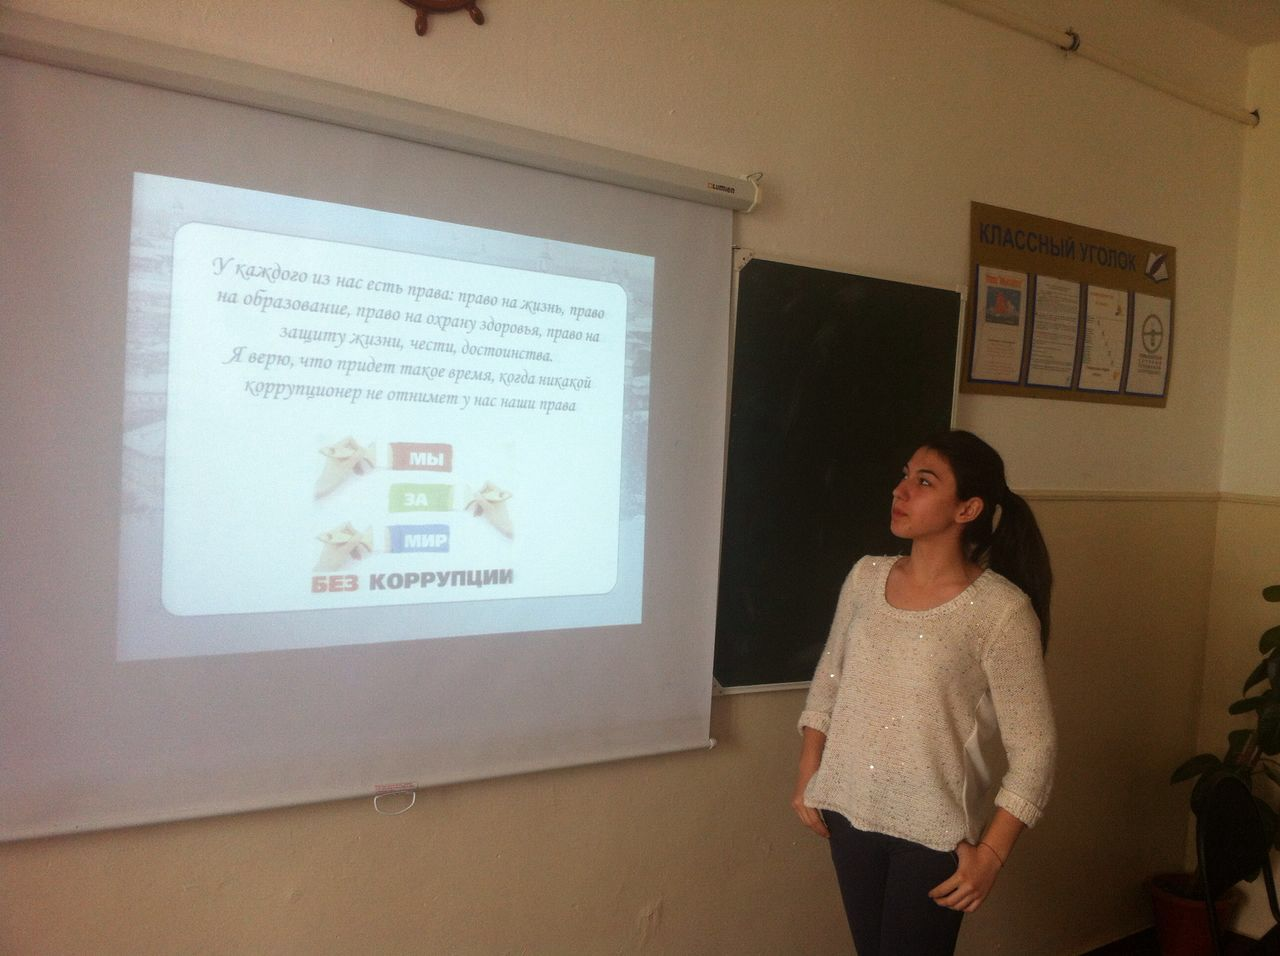 Lumien
У каждого из нас есть права: право на жизнь, право
на образование, право на охрану здоровья, право на
защиту жизни, чести, достоинства.
Я верю, что придет такое время, когда никакой
коррупционер не отнимет у нас наши права
МЫ
ЗА
МИР
БЕЗ КОРРУПЦИИ
КЛАССНЫЙ УГОЛОК